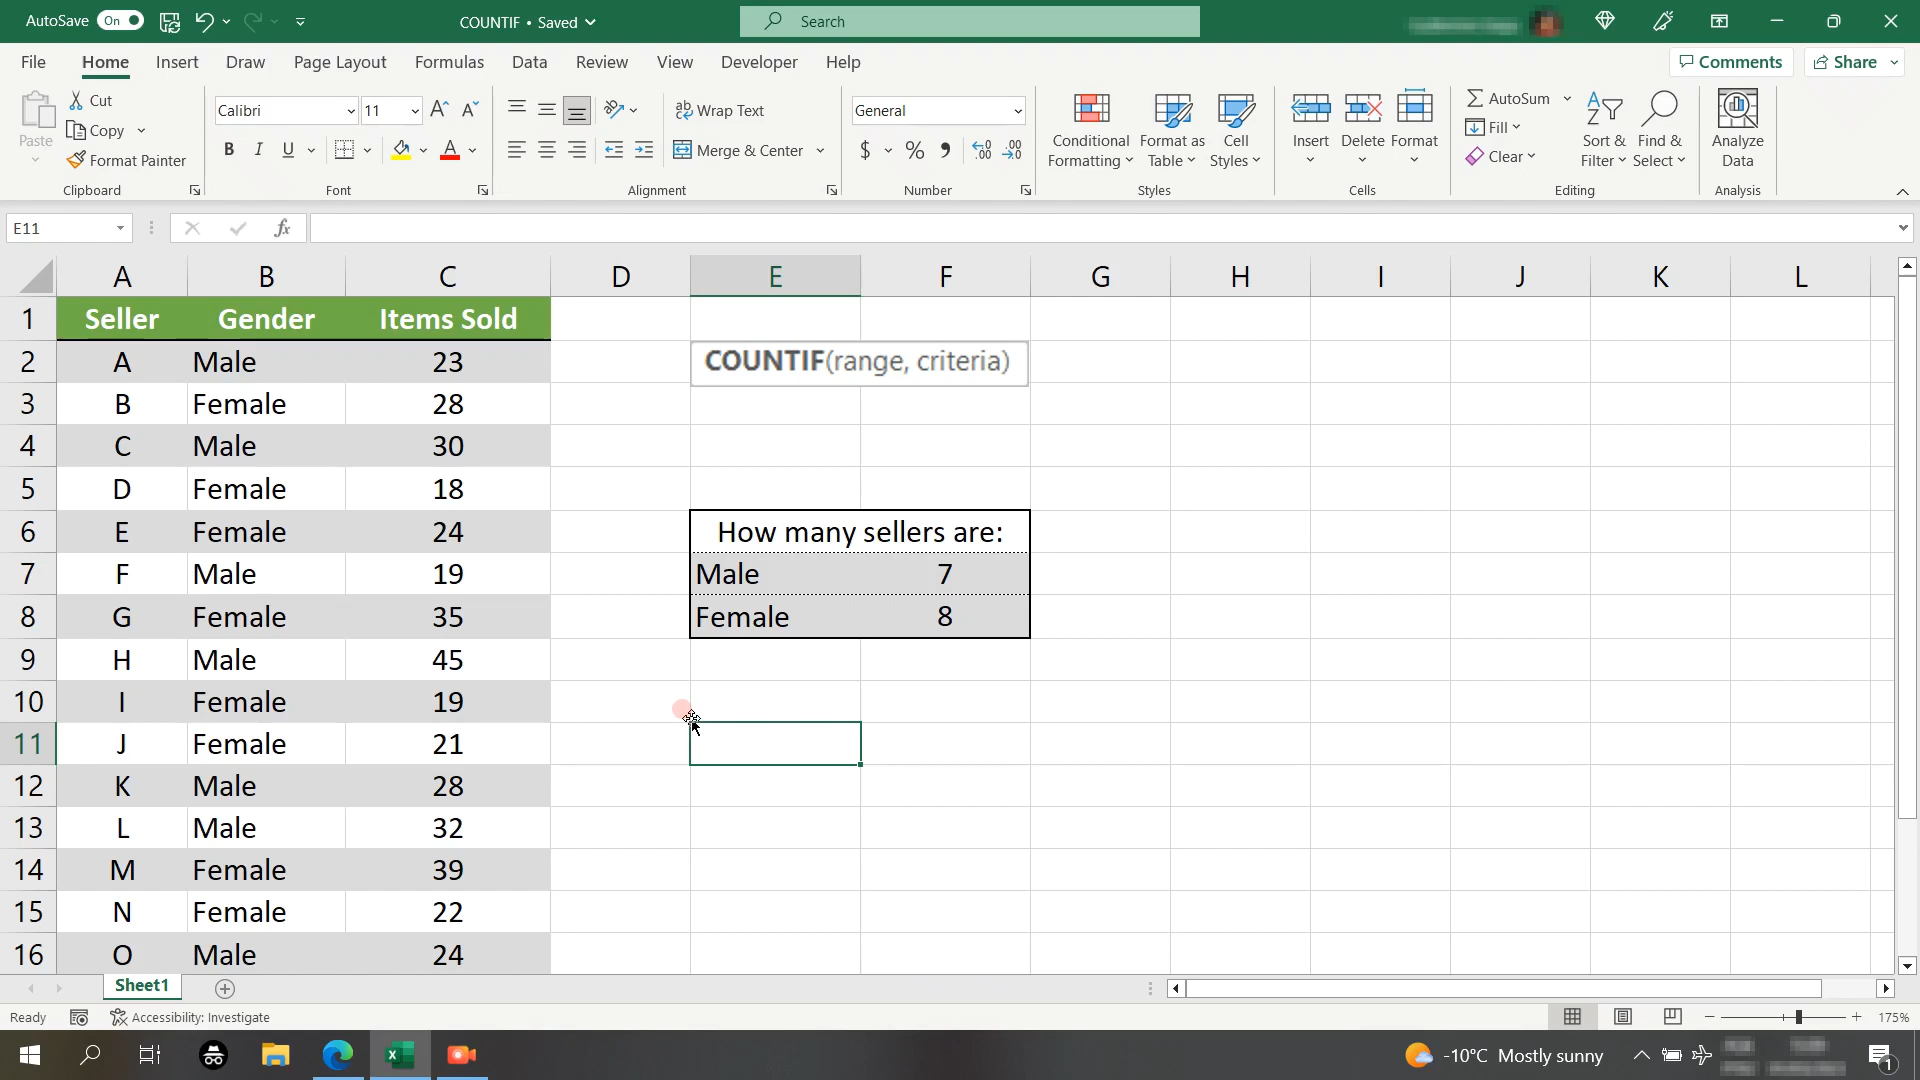 AutoSave On COUNTIF • Saved Search
File Home Insert Draw Page Layout Formulas Data Review View Developer Help Comments Share
Paste Cut Copy Format Painter Clipboard
Calibri 11 B I U A Font
ab Wrap Text Merge & Center Alignment
General $ % 9 .00 Number
Conditional Formatting Format as Table Cell Styles Styles
Insert Delete Format Cells
AutoSum Fill Clear Sort & Filter Find & Select Editing
Analyze Data Analysis
E11 fx
A B C D E F G H I J K L
1 Seller Gender Items Sold
2 A Male 23 COUNTIF(range, criteria)
3 B Female 28
4 C Male 30
5 D Female 18
6 E Female 24 How many sellers are:
7 F Male 19 Male 7
8 G Female 35 Female 8
9 H Male 45
10 I Female 19
11 J Female 21
12 K Male 28
13 L Male 32
14 M Female 39
15 N Female 22
16 O Male 24
Sheet1
Ready Accessibility: Investigate 175%
-10°C Mostly sunny 1